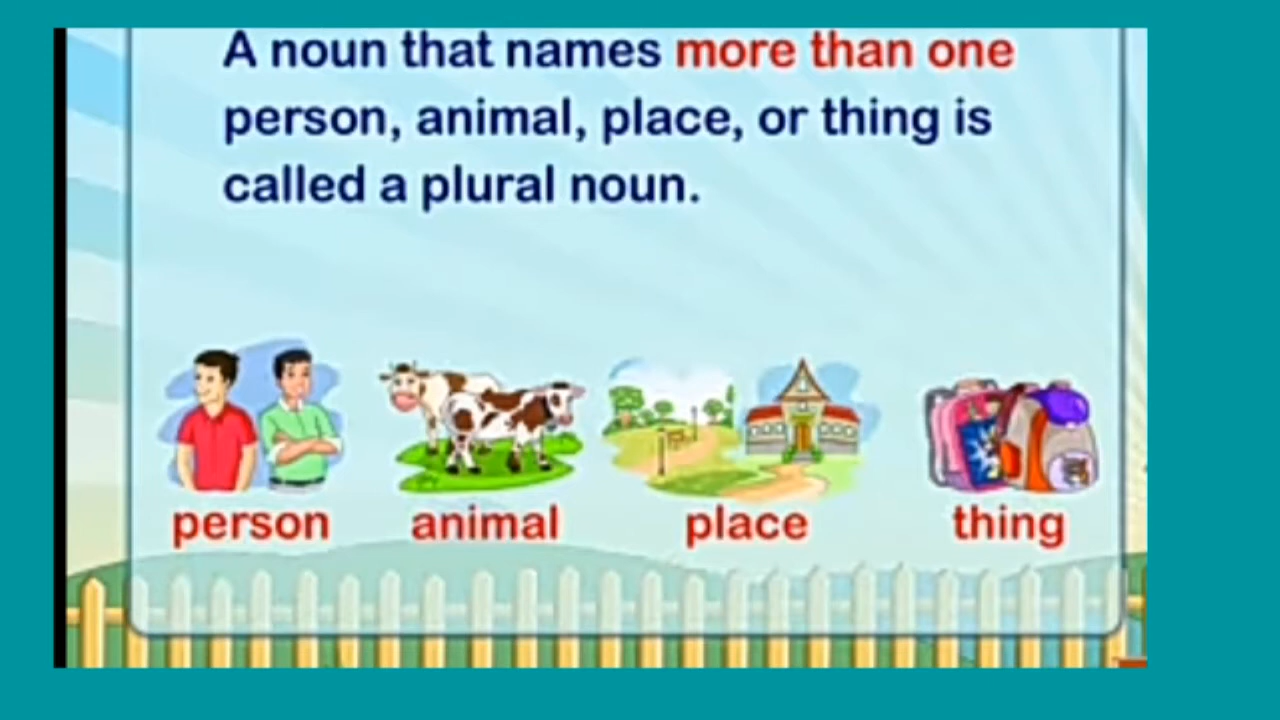 A noun that names more than one
person, animal, place, or thing is
called a plural noun.
person animal place thing